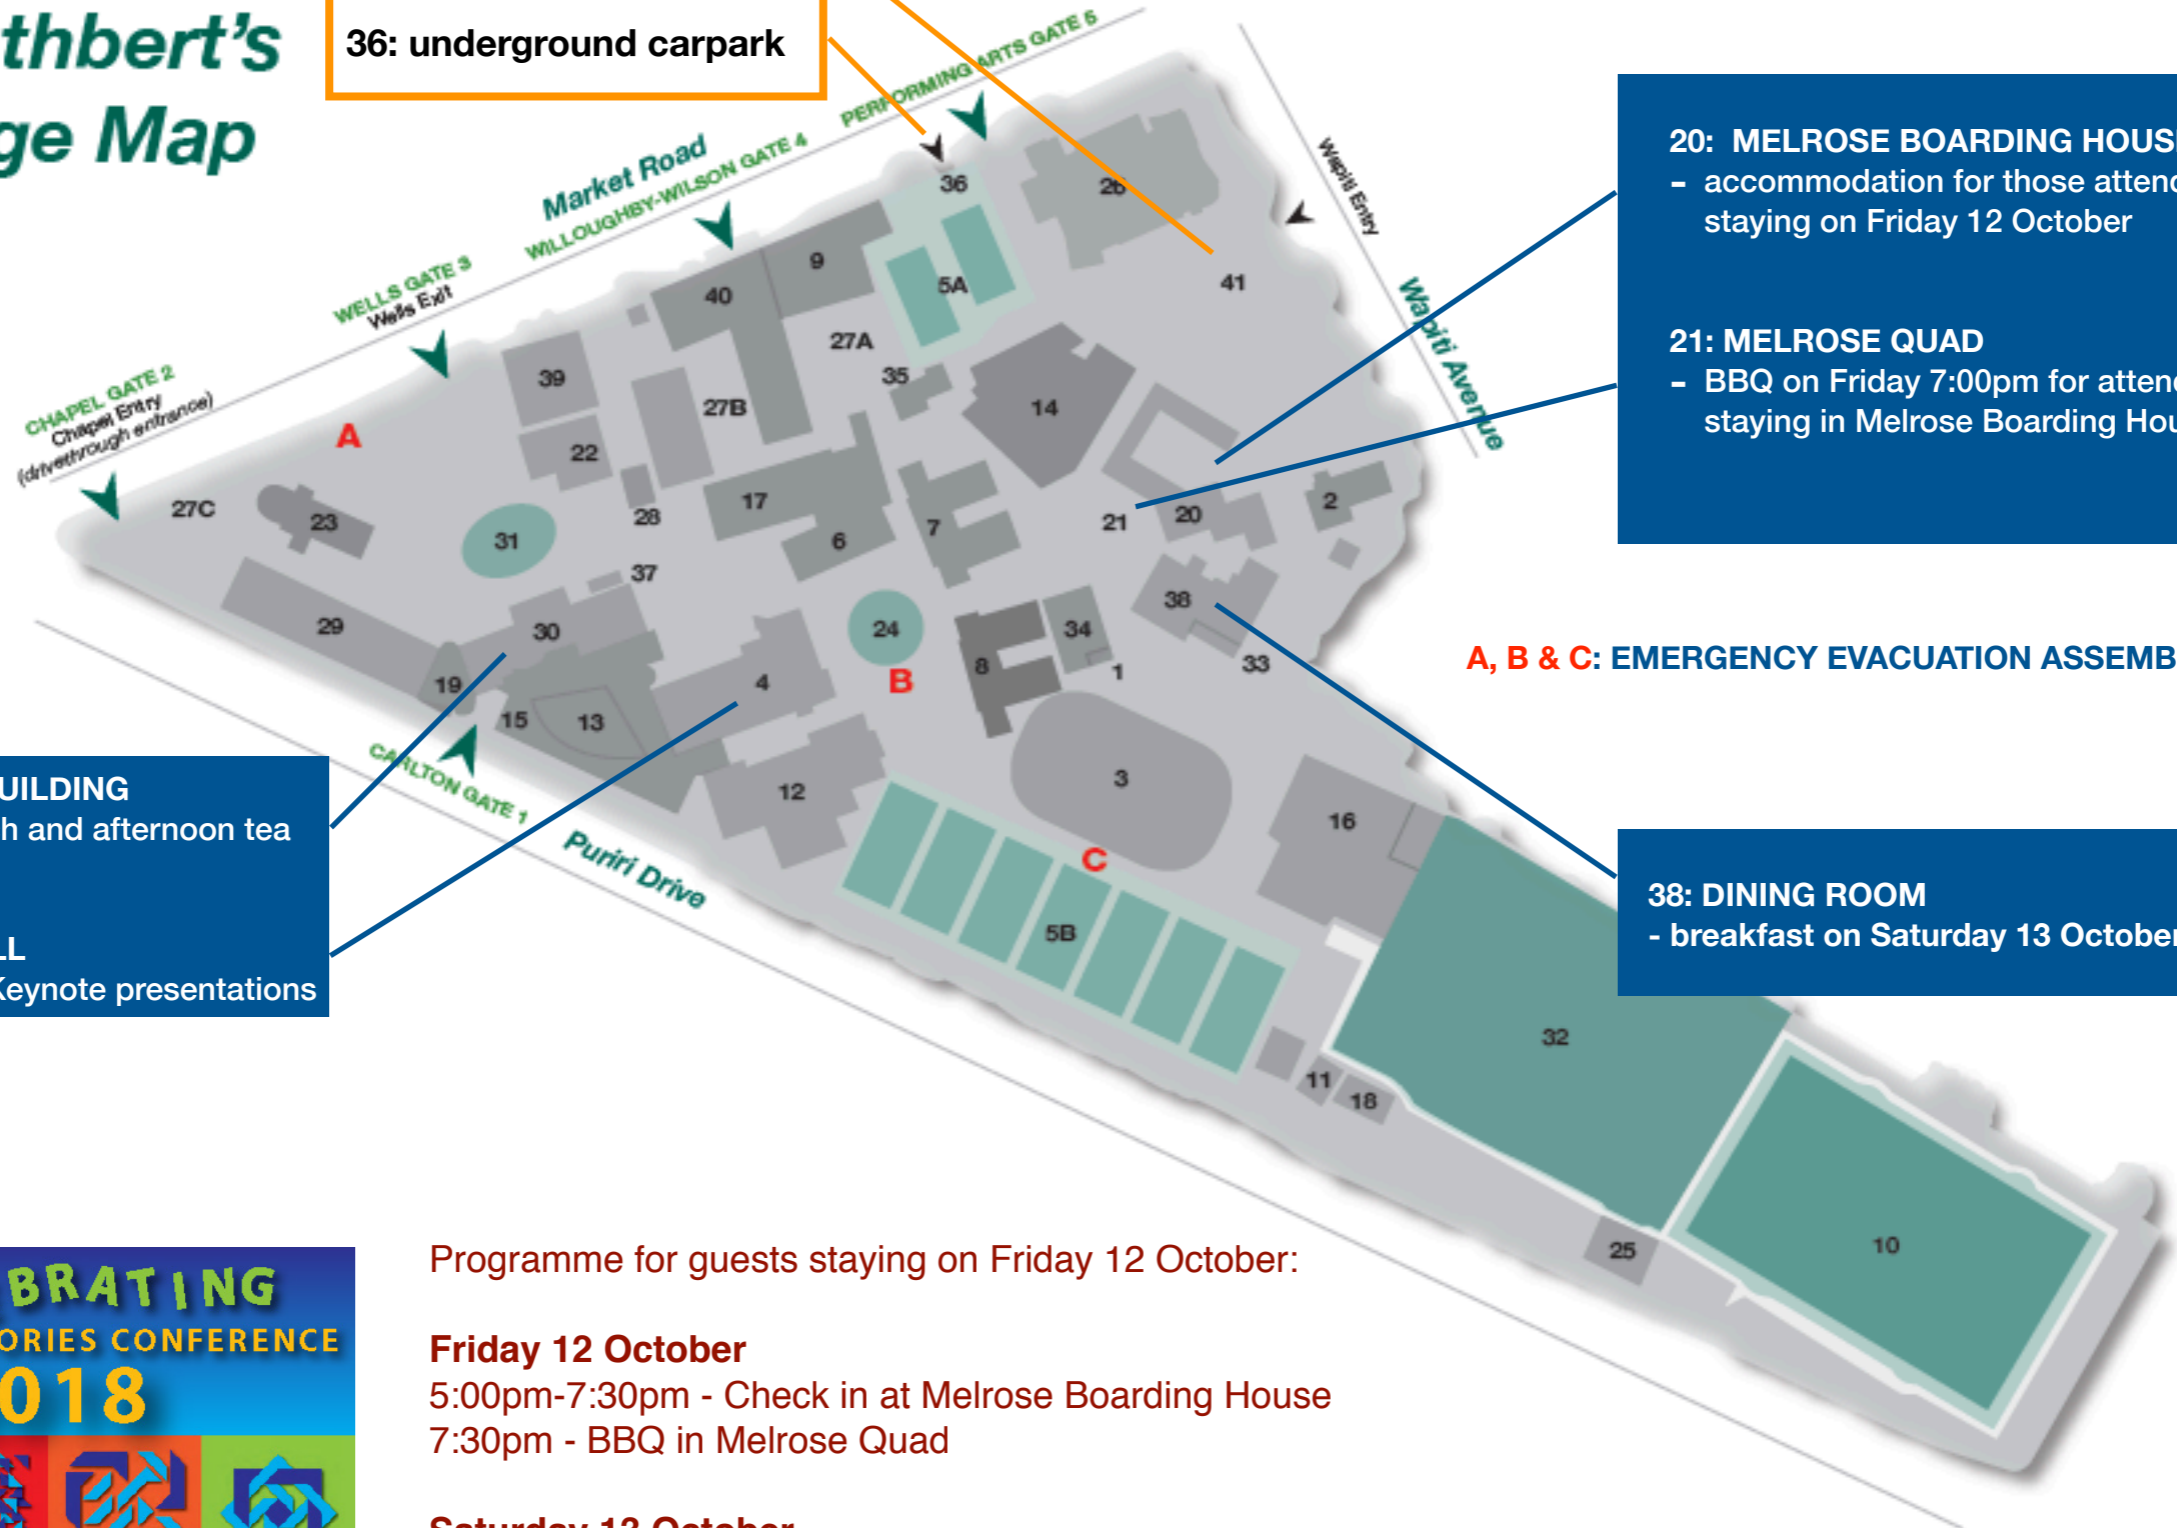 thbert's
ge Map
36: underground carpark
PERFORMING ARTS GATE 5
Market Road
WILLOUGHBY-WILSON GATE 4
WELLS GATE 3
Wells Exit
CHAPEL GATE 2
Chapel Entry
(drivethrough entrance)
Wapiti Entry
Wapiti Avenue
20: MELROSE BOARDING HOUS
- accommodation for those attend
staying on Friday 12 October
21: MELROSE QUAD
- BBQ on Friday 7:00pm for attend
staying in Melrose Boarding Hou
36
26
9
5A
41
40
27A
39
35
27B
14
A
22
17
2
27C
23
28
21
20
31
6
7
37
38
29
30
24
34
33
A, B & C: EMERGENCY EVACUATION ASSEMB
8
1
19
4
B
15
13
3
12
16
C
CARLTON GATE 1
Puriri Drive
UILDING
h and afternoon tea
LL
Keynote presentations
38: DINING ROOM
- breakfast on Saturday 13 October
5B
32
11
18
25
10
BRATING
ORIES CONFERENCE
018
Programme for guests staying on Friday 12 October:
Friday 12 October
5:00pm-7:30pm - Check in at Melrose Boarding House
7:30pm - BBQ in Melrose Quad
Saturday 13 October